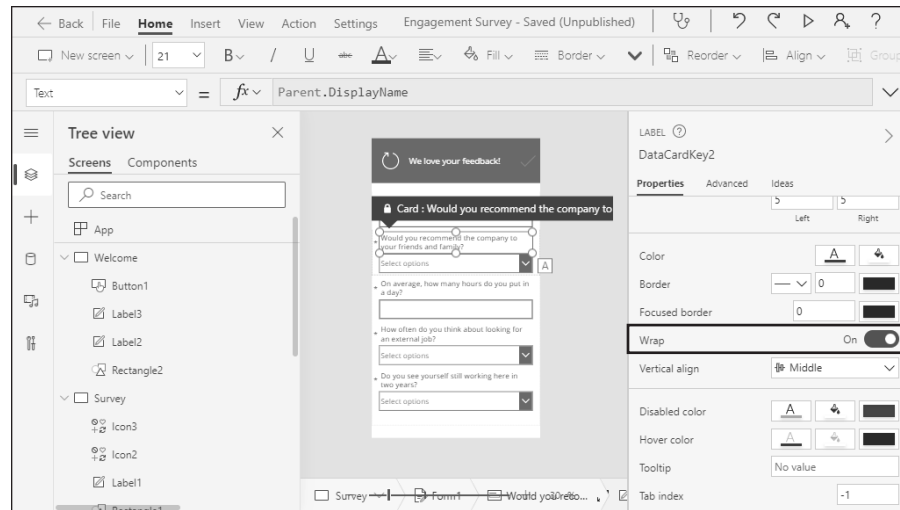 Back File Home Insert View Action Settings Engagement Survey - Saved (Unpublished) ?
New screen 21 B / U abc A Fill Border Reorder Align Group
Text = fx Parent.DisplayName
Tree view
Screens Components
Search
App
Welcome
Button1
Label3
Label2
Rectangle2
Survey
Icon3
Icon2
Label1
Rectangle1
We love your feedback!
Card : Would you recommend the company to
* Would you recommend the company to
your friends and family?
Select options
A
* On average, how many hours do you put in
a day?
* How often do you think about looking for
an external job?
Select options
* Do you see yourself still working here in
two years?
Select options
Survey Form1
LABEL ?
DataCardKey2
Properties Advanced Ideas
5 5
Left Right
Color A
Border 0
Focused border 0
Wrap On
Vertical align Middle
Disabled color A
Hover color A
Tooltip No value
Tab index -1